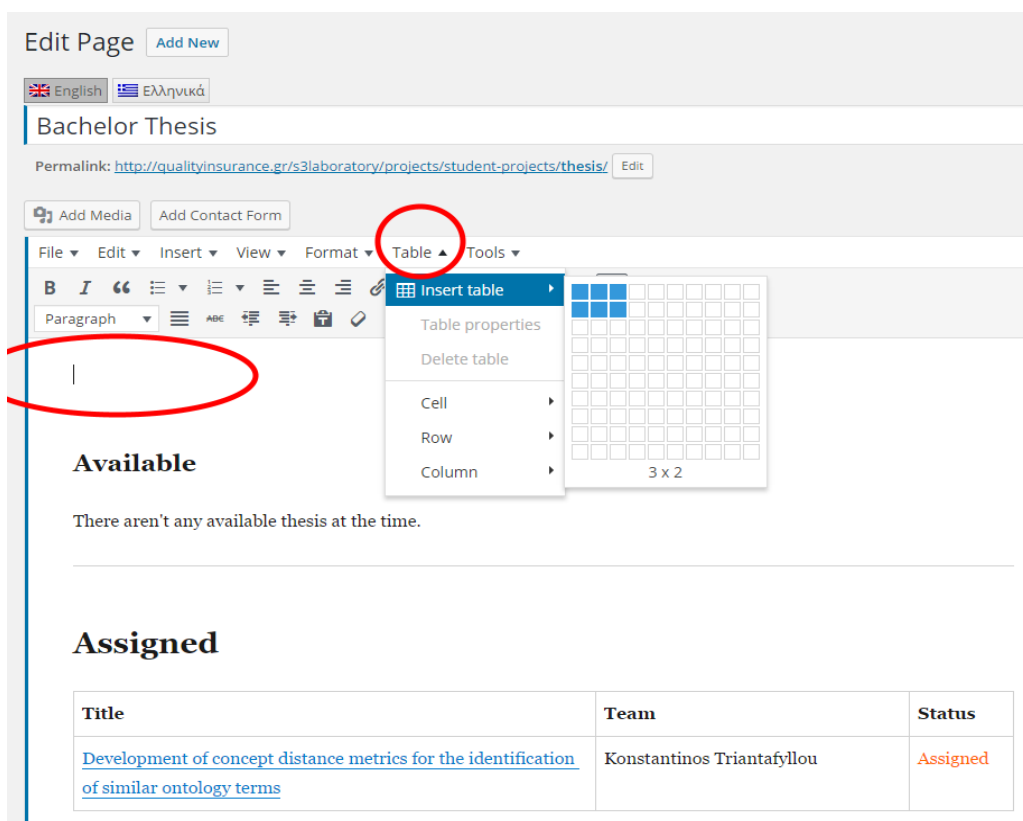 Edit Page Add New
English Ελληνικά
Bachelor Thesis
Permalink: http://qualityinsurance.gr/s3laboratory/projects/student-projects/thesis/ Edit
Add Media Add Contact Form
File Edit Insert View Format Table Tools
B I ABC
Insert table
Paragraph
Table properties
Delete table
Cell
Row
Column
3 x 2
Available
There aren't any available thesis at the time.
Assigned
Title Team Status
Development of concept distance metrics for the identification Konstantinos Triantafyllou Assigned
of similar ontology terms